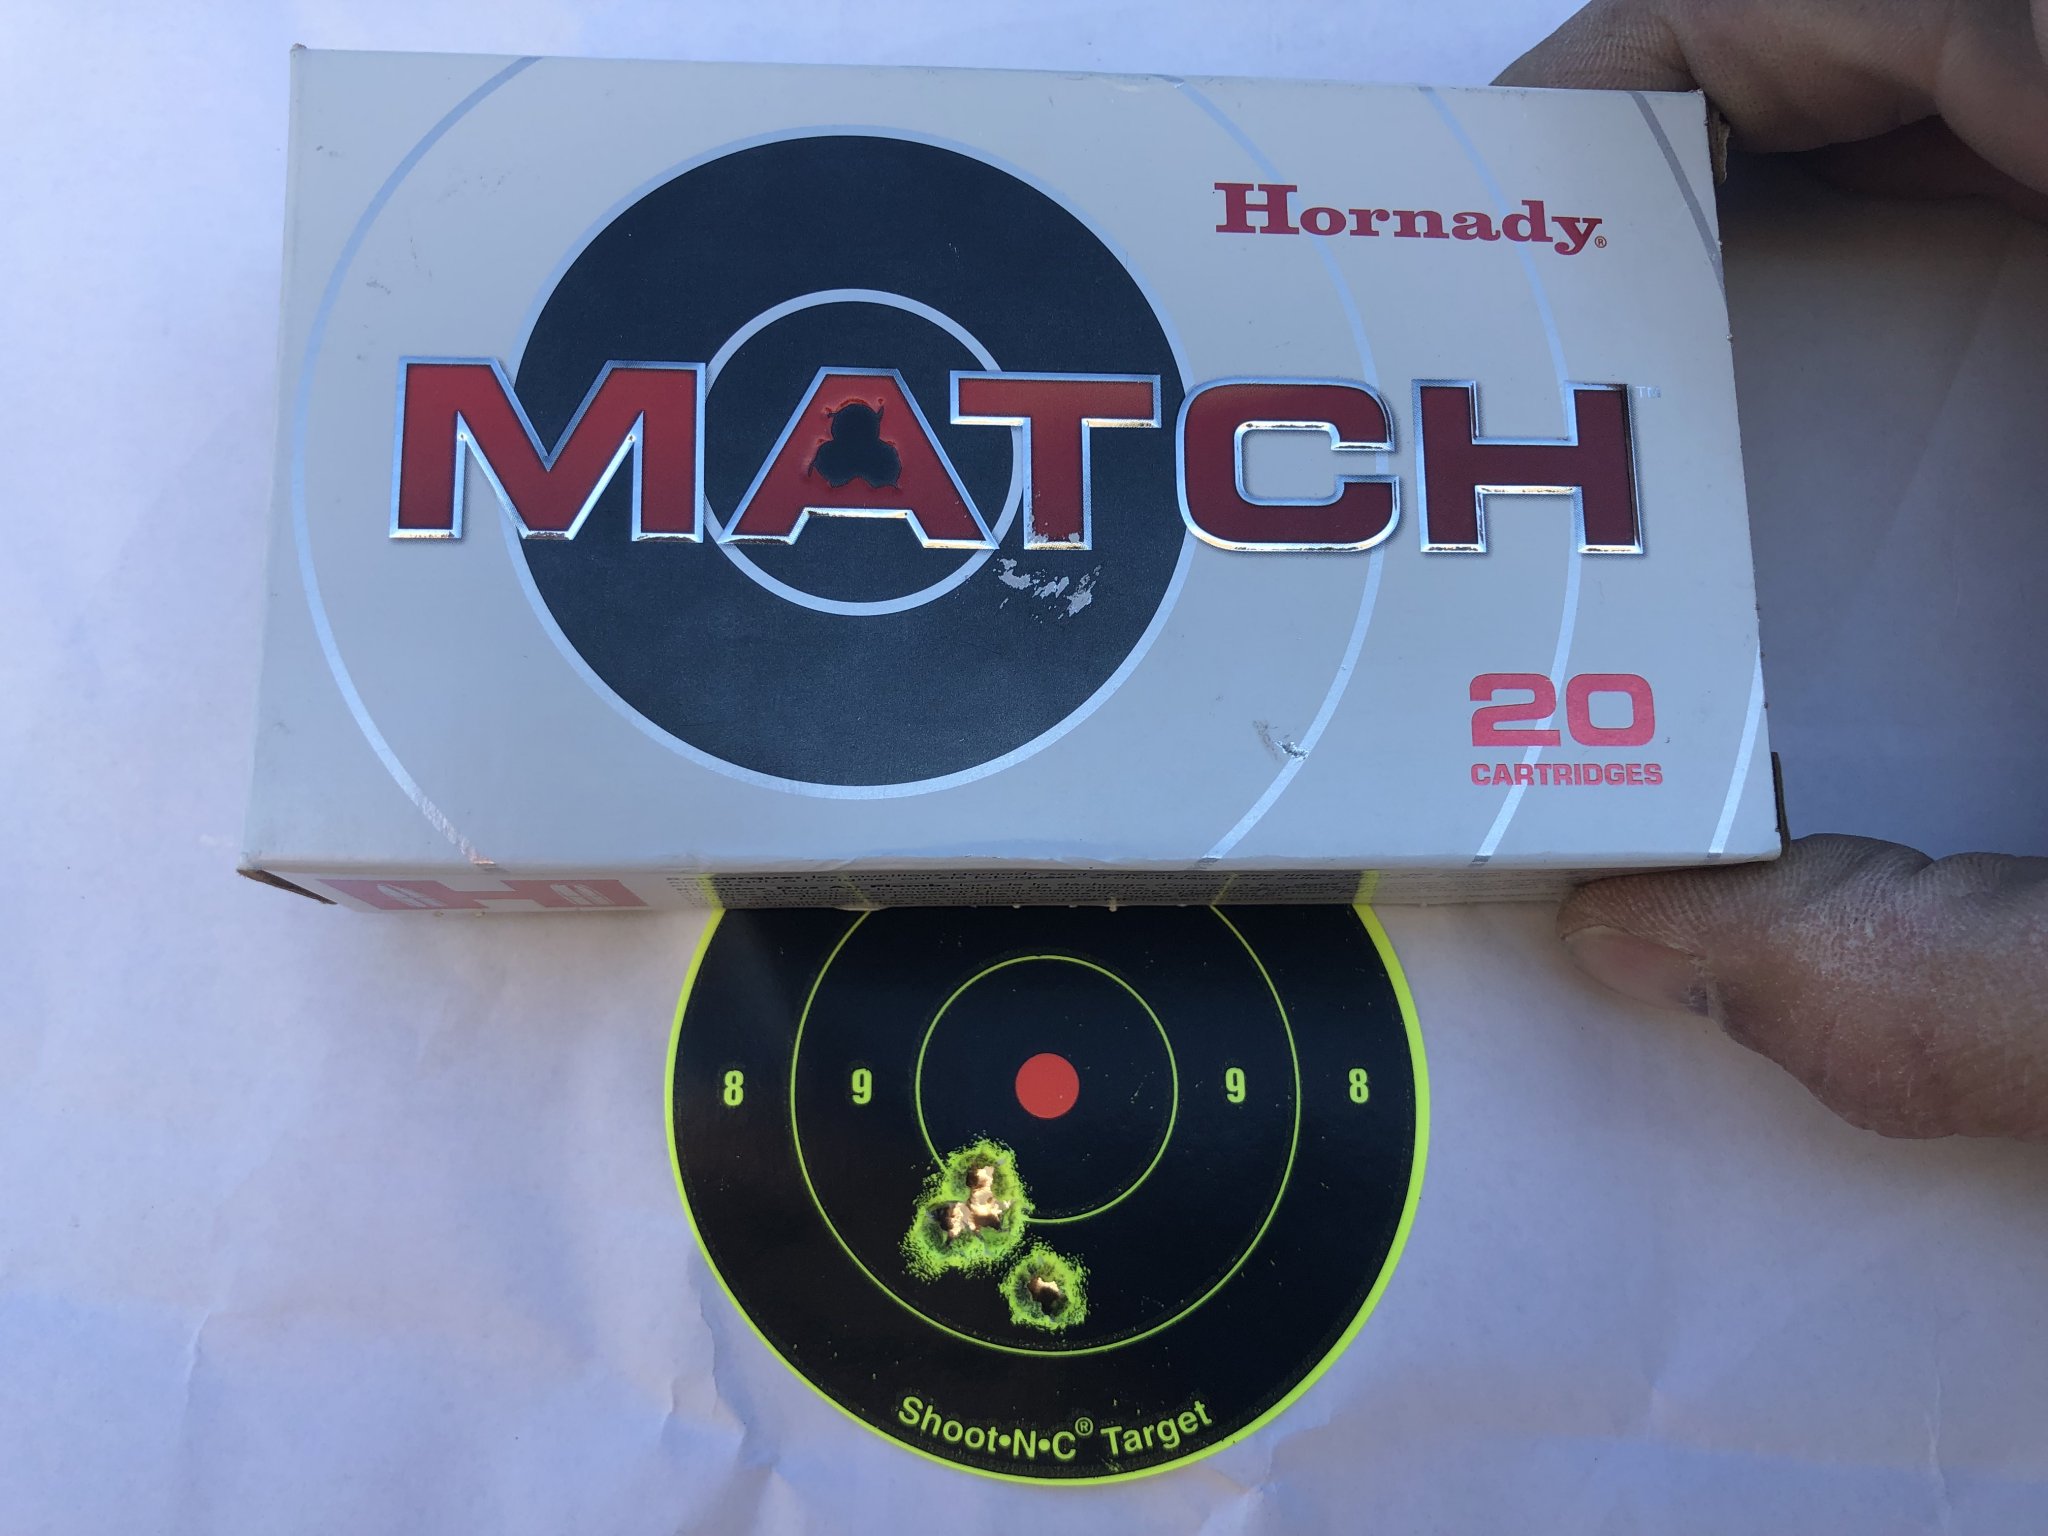 Hornady®
MATCH™
20
CARTRIDGES
8 9 9 8
Shoot•N•C® Target